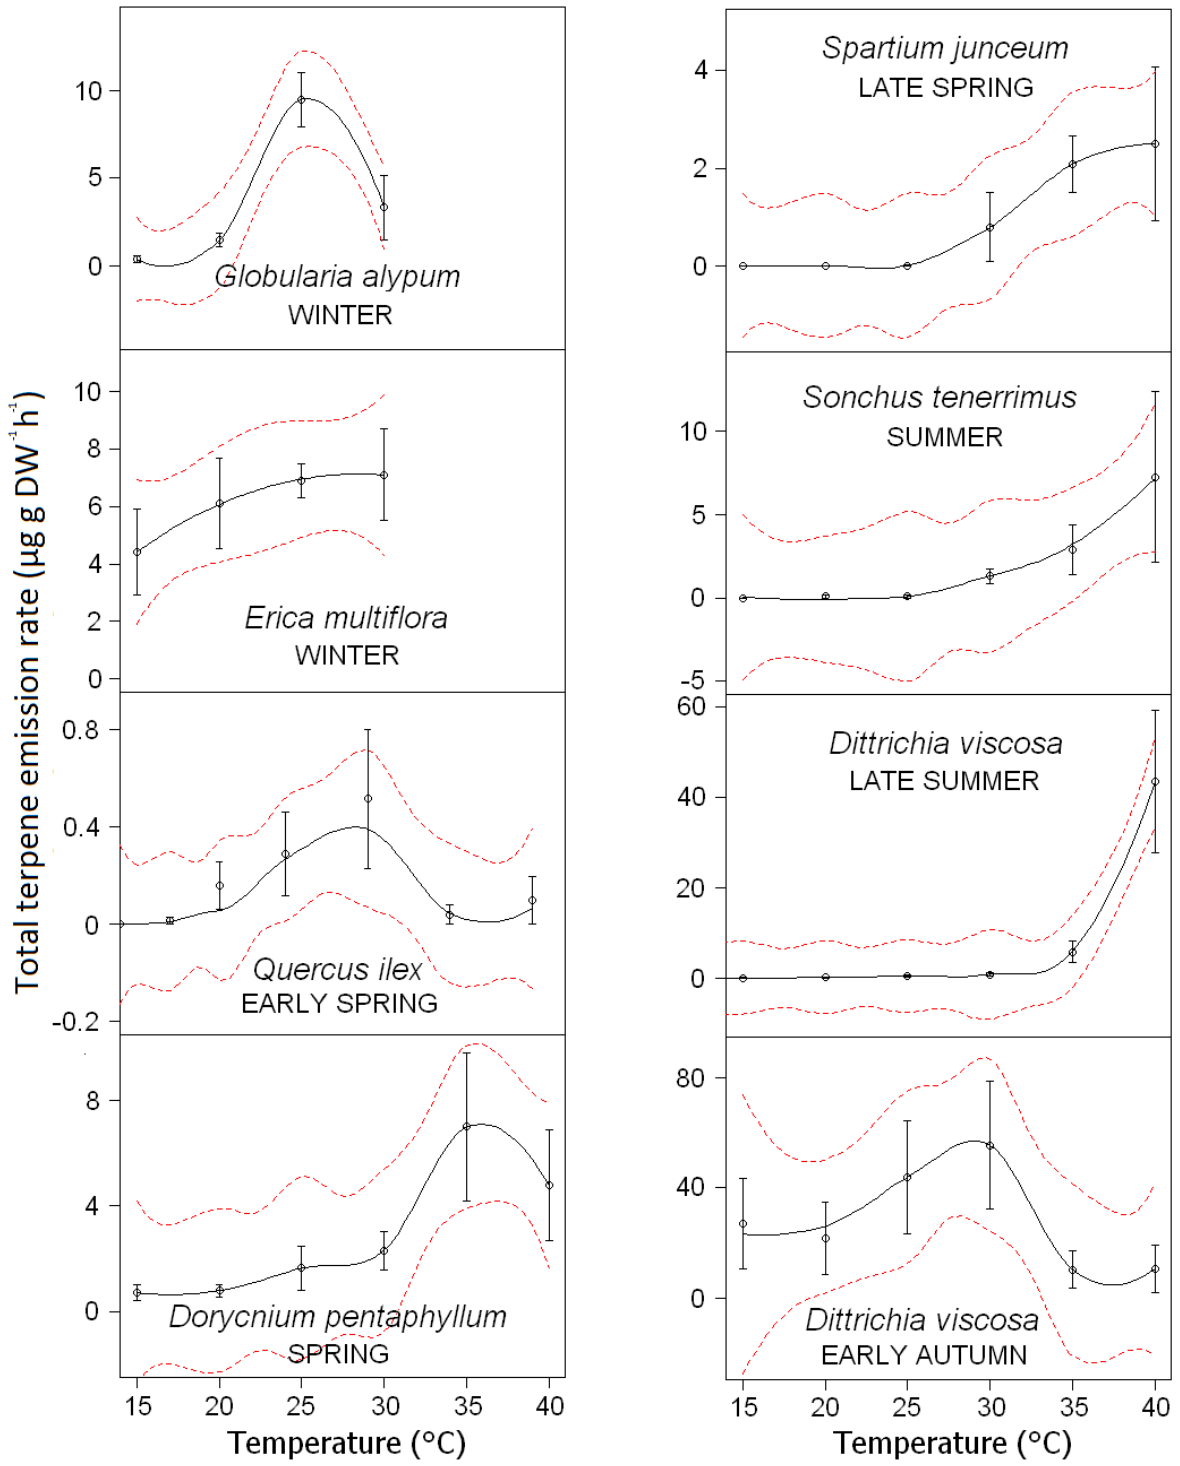 Total terpene emission rate (µg g DW⁻¹h⁻¹)
10
5
0
Globularia alypum
WINTER
10
8
6
4
2
0
Erica multiflora
WINTER
0.8
0.4
0
-0.2
Quercus ilex
EARLY SPRING
8
4
0
Dorycnium pentaphyllum
SPRING
15 20 25 30 35 40
Temperature (°C)
4
2
0
Spartium junceum
LATE SPRING
10
5
0
-5
Sonchus tenerrimus
SUMMER
60
40
20
0
Dittrichia viscosa
LATE SUMMER
80
40
0
Dittrichia viscosa
EARLY AUTUMN
15 20 25 30 35 40
Temperature (°C)